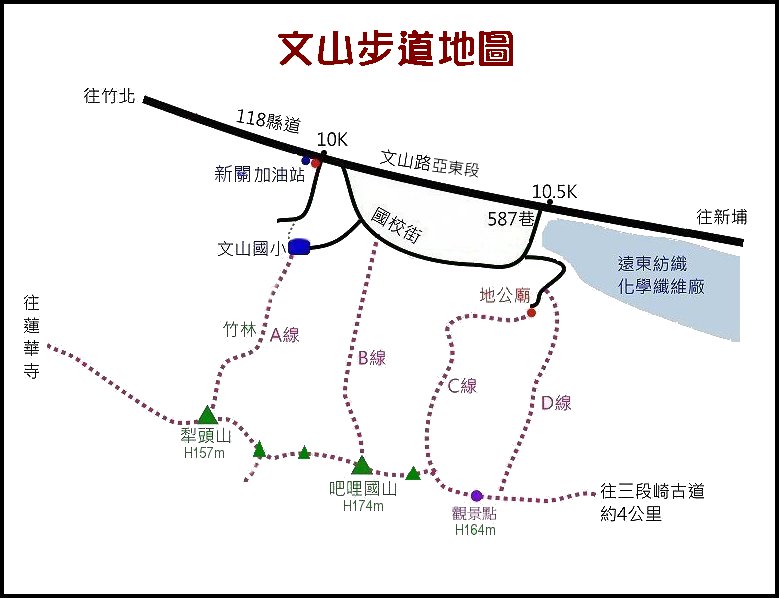 文山步道地圖
往竹北
118縣道
10K
文山路亞東段
新關加油站
10.5K
587巷
往新埔
國校街
文山國小
遠東紡織
化學纖維廠
地公廟
往蓮華寺
竹林
A線
B線
C線
D線
犁頭山
H157m
吧哩國山
H174m
觀景點
H164m
往三段崎古道
約4公里